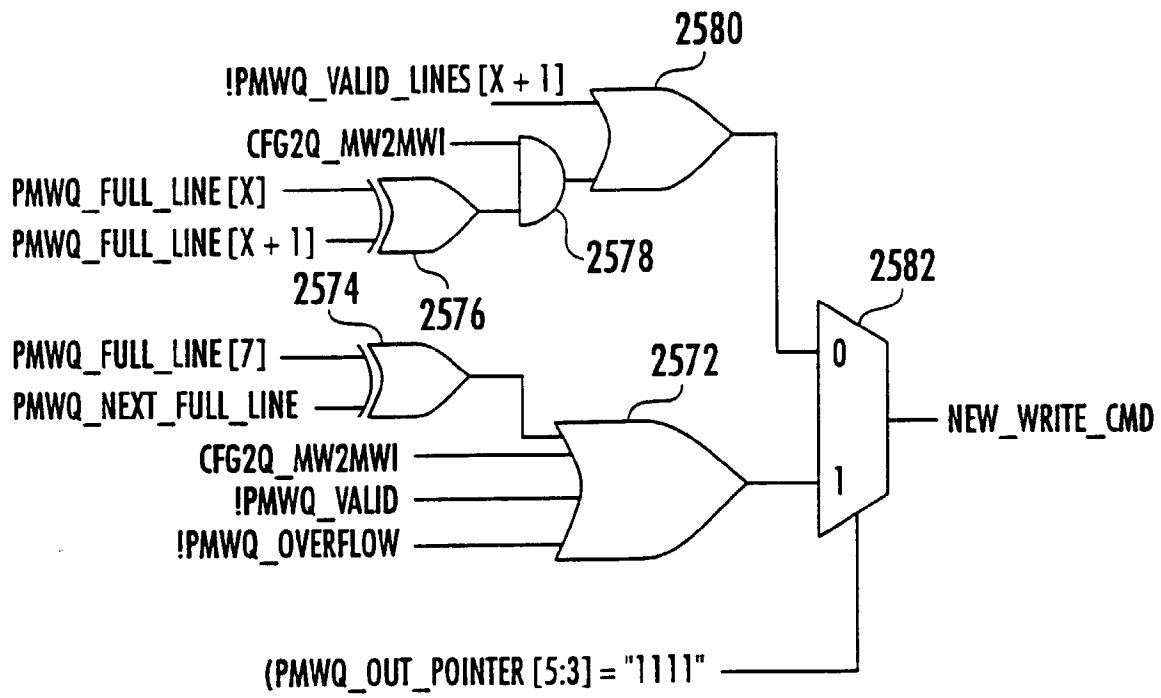 2580
!PMWQ_VALID_LINES [X + 1]
CFG2Q_MW2MWI
PMWQ_FULL_LINE [X]
PMWQ_FULL_LINE [X + 1]
2578
2576
2574
2582
PMWQ_FULL_LINE [7]
PMWQ_NEXT_FULL_LINE
2572
0
NEW_WRITE_CMD
CFG2Q_MW2MWI
!PMWQ_VALID
1
!PMWQ_OVERFLOW
(PMWQ_OUT_POINTER [5:3] = "1111"